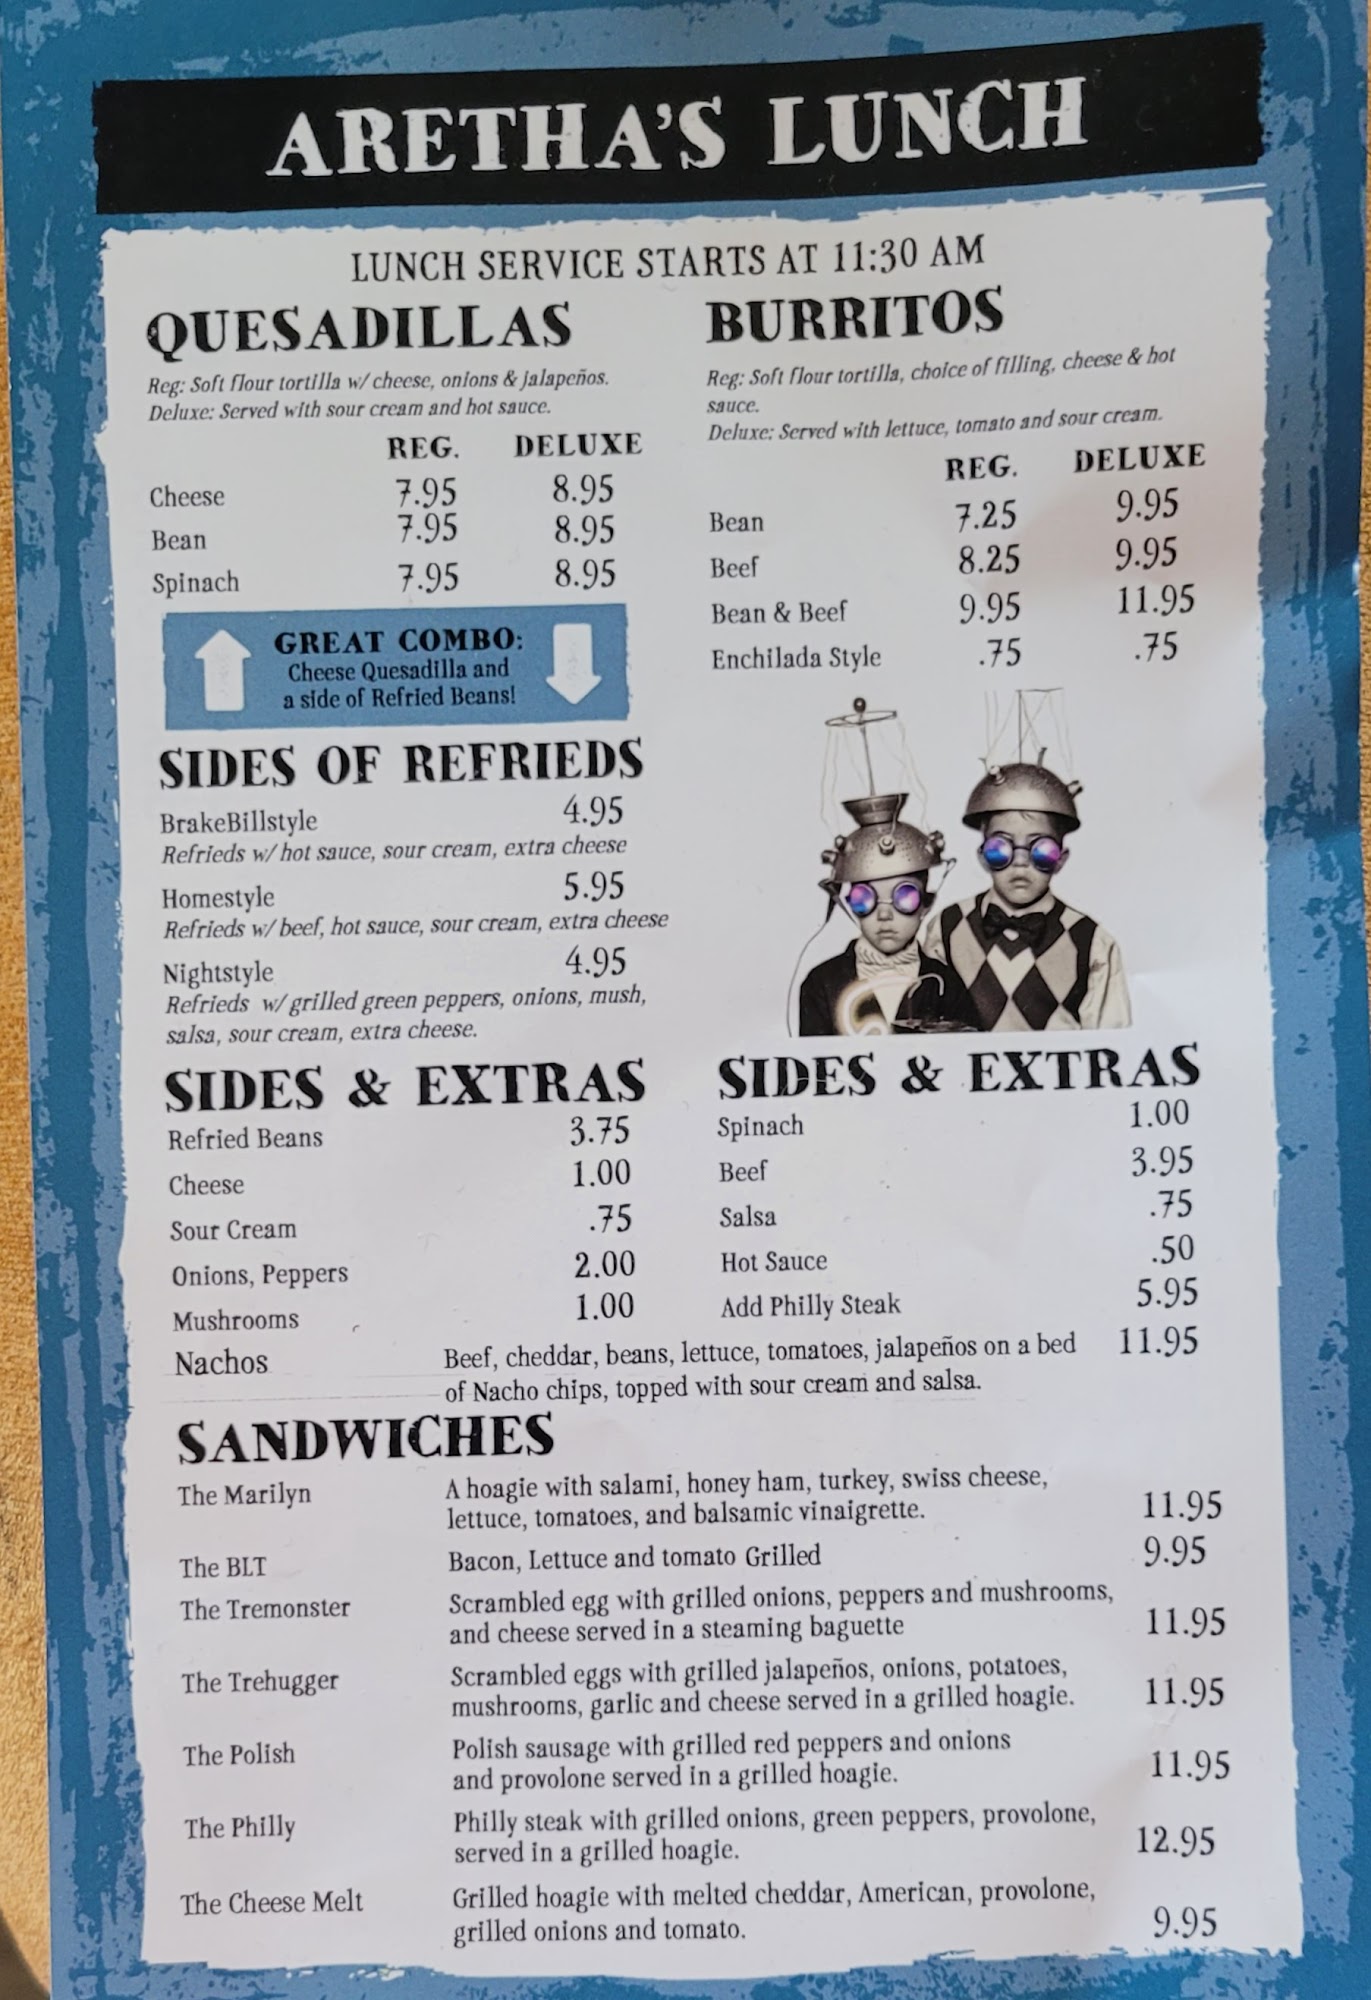 ARETHA'S LUNCH
LUNCH SERVICE STARTS AT 11:30 AM
QUESADILLAS
Reg: Soft flour tortilla w/ cheese, onions & jalapeños.
Deluxe: Served with sour cream and hot sauce.
REG. DELUXE
Cheese 7.95 8.95
Bean 7.95 8.95
Spinach 7.95 8.95
GREAT COMBO:
Cheese Quesadilla and
a side of Refried Beans!
BURRITOS
Reg: Soft flour tortilla, choice of filling, cheese & hot
sauce.
Deluxe: Served with lettuce, tomato and sour cream.
REG. DELUXE
Bean 7.25 9.95
Beef 8.25 9.95
Bean & Beef 9.95 11.95
Enchilada Style .75 .75
SIDES OF REFRIEDS
BrakeBillstyle 4.95
Refrieds w/ hot sauce, sour cream, extra cheese
Homestyle 5.95
Refrieds w/ beef, hot sauce, sour cream, extra cheese
Nightstyle 4.95
Refrieds w/ grilled green peppers, onions, mush,
salsa, sour cream, extra cheese.
SIDES & EXTRAS
Refried Beans 3.75
Cheese 1.00
Sour Cream .75
Onions, Peppers 2.00
Mushrooms 1.00
SIDES & EXTRAS
Spinach 1.00
Beef 3.95
Salsa .75
Hot Sauce .50
Add Philly Steak 5.95
Nachos Beef, cheddar, beans, lettuce, tomatoes, jalapeños on a bed 11.95
of Nacho chips, topped with sour cream and salsa.
SANDWICHES
The Marilyn A hoagie with salami, honey ham, turkey, swiss cheese,
lettuce, tomatoes, and balsamic vinaigrette. 11.95
The BLT Bacon, Lettuce and tomato Grilled 9.95
The Tremonster Scrambled egg with grilled onions, peppers and mushrooms,
and cheese served in a steaming baguette 11.95
The Trehugger Scrambled eggs with grilled jalapeños, onions, potatoes,
mushrooms, garlic and cheese served in a grilled hoagie. 11.95
The Polish Polish sausage with grilled red peppers and onions
and provolone served in a grilled hoagie. 11.95
The Philly Philly steak with grilled onions, green peppers, provolone,
served in a grilled hoagie. 12.95
The Cheese Melt Grilled hoagie with melted cheddar, American, provolone,
grilled onions and tomato. 9.95